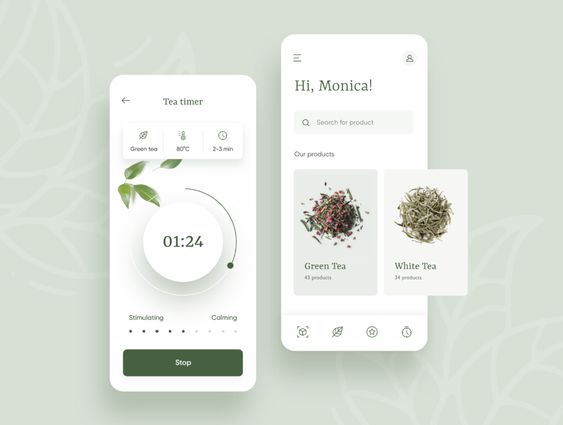 Tea timer
Green tea
80°C
2-3 min
01:24
Stimulating
Calming
Stop
Hi, Monica!
Search for product
Our products
Green Tea
43 products
White Tea
34 products